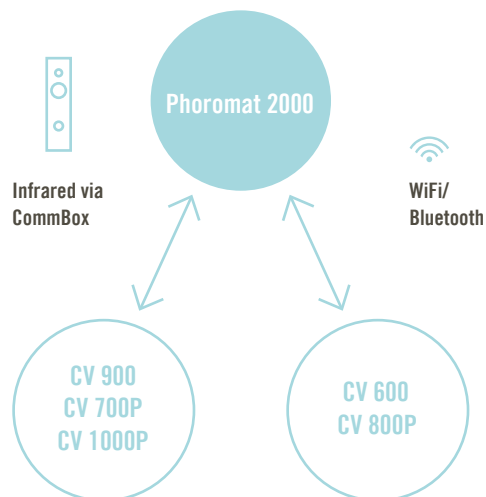 Phoromat 2000
Infrared via
CommBox
WiFi/
Bluetooth
CV 900
CV 700P
CV 1000P
CV 600
CV 800P